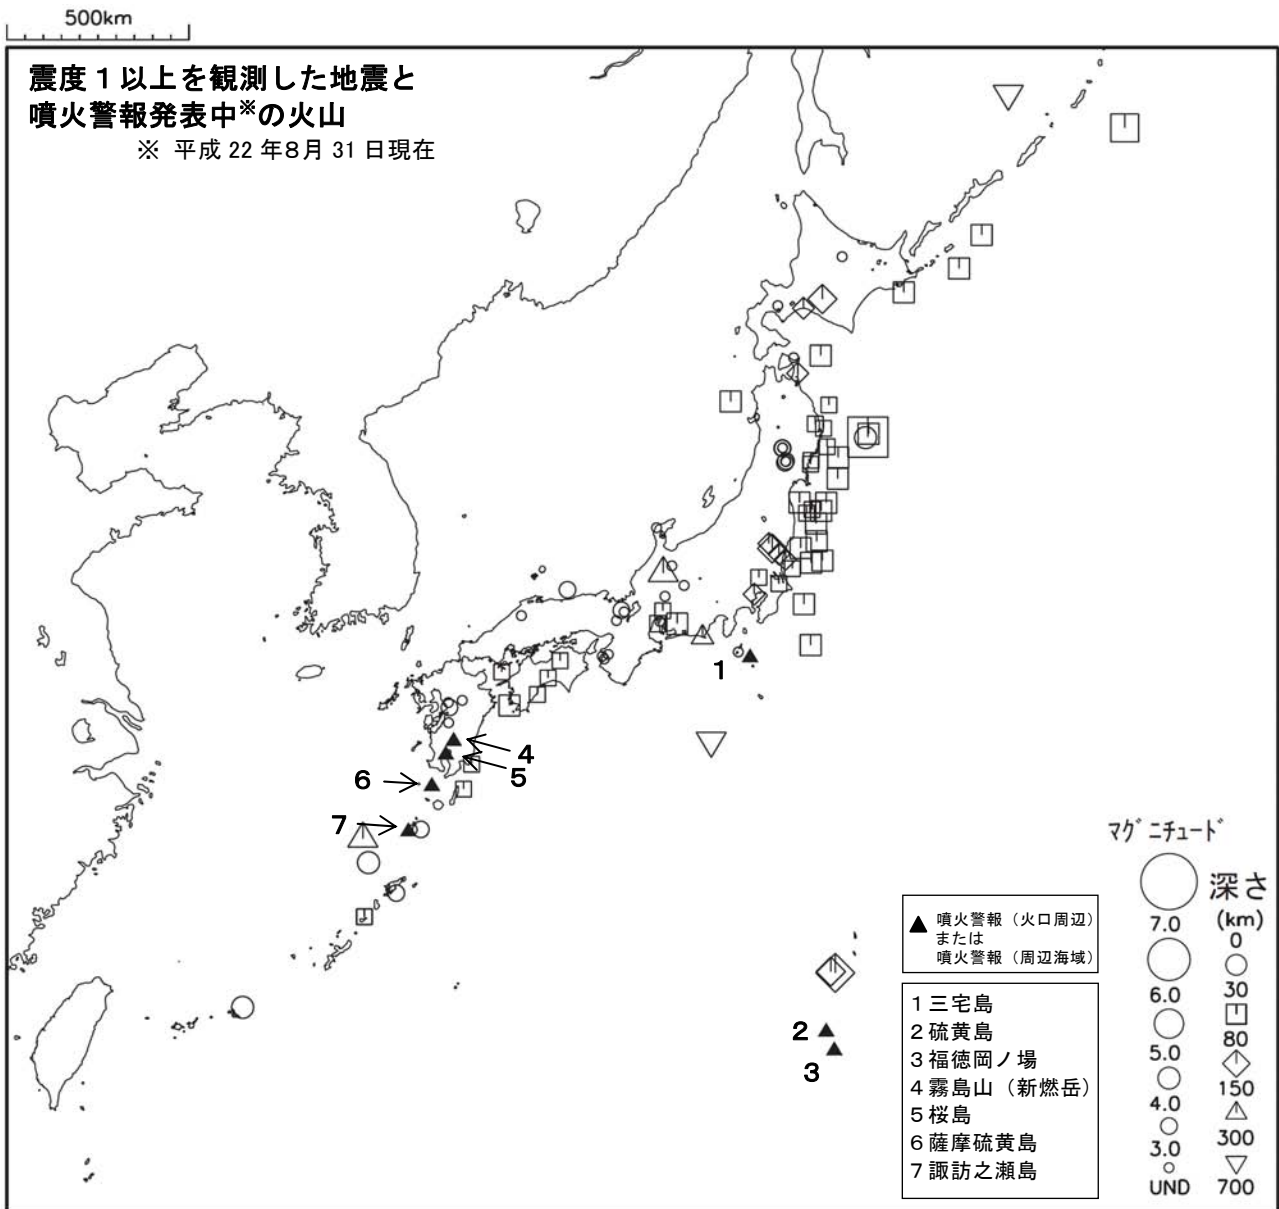 500km
震度１以上を観測した地震と
噴火警報発表中※の火山
※ 平成 22 年８月 31 日現在
1
4
5
6
7
2
3
▲ 噴火警報（火口周辺）
または
噴火警報（周辺海域）
1 三宅島
2 硫黄島
3 福徳岡ノ場
4 霧島山（新燃岳）
5 桜島
6 薩摩硫黄島
7 諏訪之瀬島
マグニチュード
7.0
6.0
5.0
4.0
3.0
UND
深さ
(km)
0
30
80
150
300
700